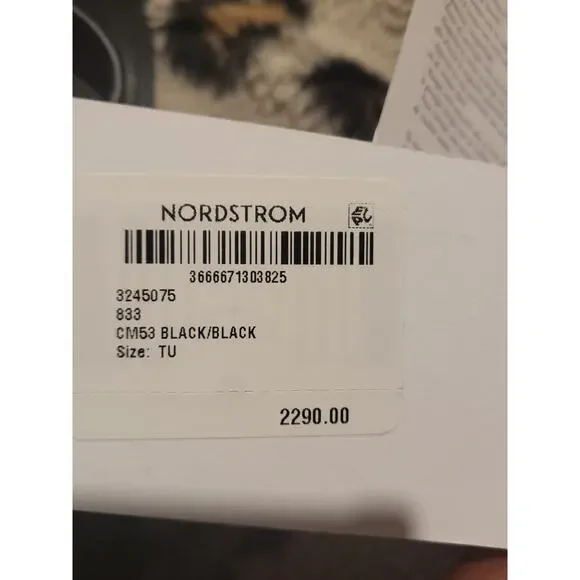 NORDSTROM
3666671303825
3245075
833
CM53 BLACK/BLACK
Size: TU
2290.00